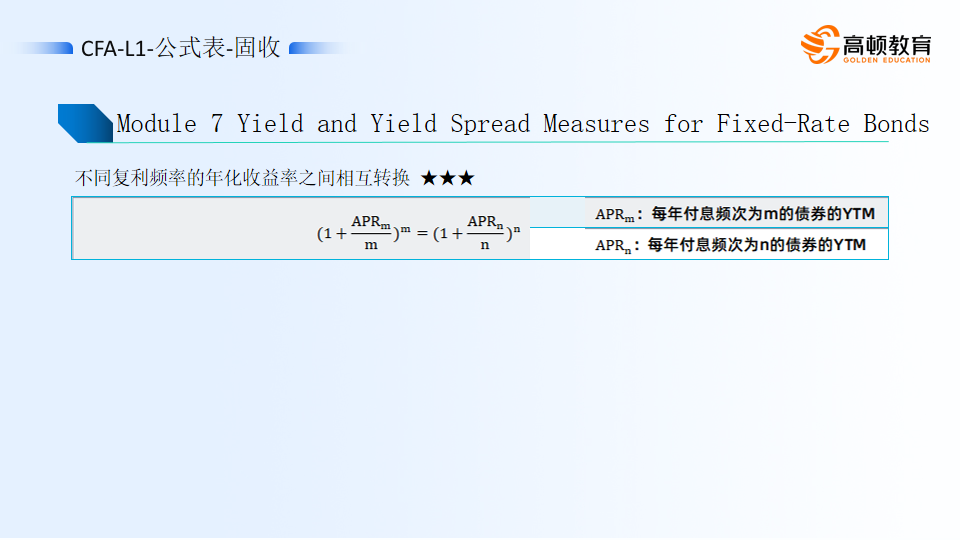 CFA-L1-公式表-固收
高顿教育
GOLDEN EDUCATION
Module 7 Yield and Yield Spread Measures for Fixed-Rate Bonds
不同复利频率的年化收益率之间相互转换 ★★★
(1 + APRₘ/m)ᵐ = (1 + APRₙ/n)ⁿ
APRₘ：每年付息频次为m的债券的YTM
APRₙ：每年付息频次为n的债券的YTM